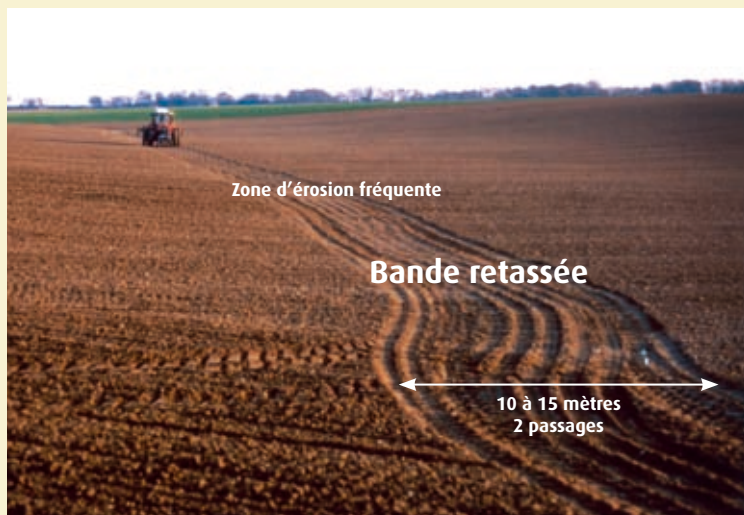 Zone d'érosion fréquente
Bande retassée
10 à 15 mètres
2 passages